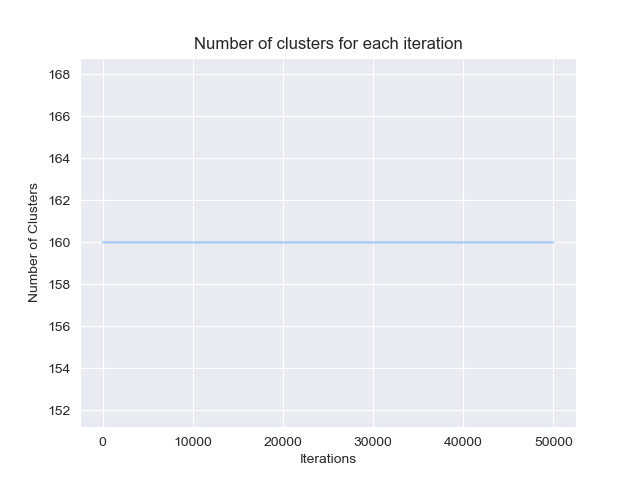 Number of clusters for each iteration
168
166
164
162
160
158
156
154
152
Number of Clusters
0 10000 20000 30000 40000 50000
Iterations